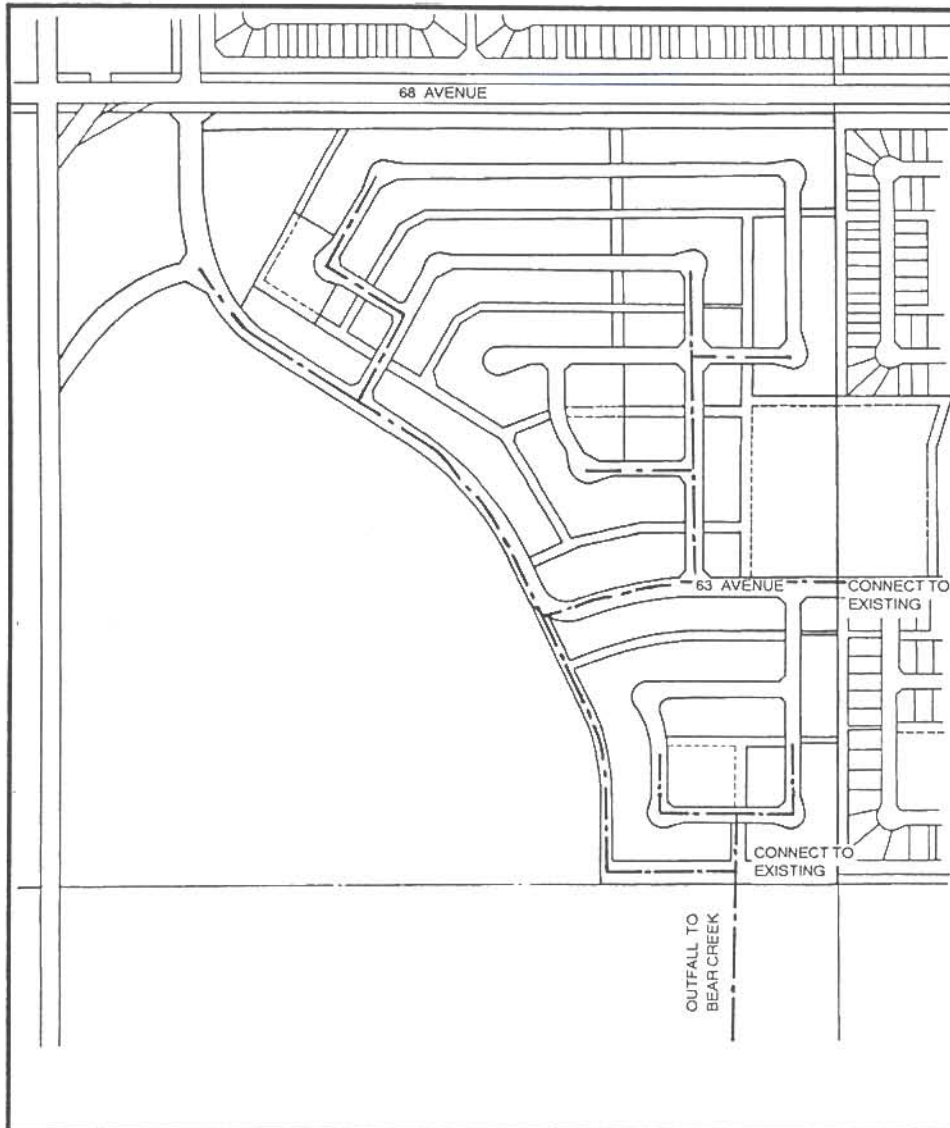 68 AVENUE
63 AVENUE
CONNECT TO
EXISTING
CONNECT TO
EXISTING
OUTFALL TO
BEAR CREEK